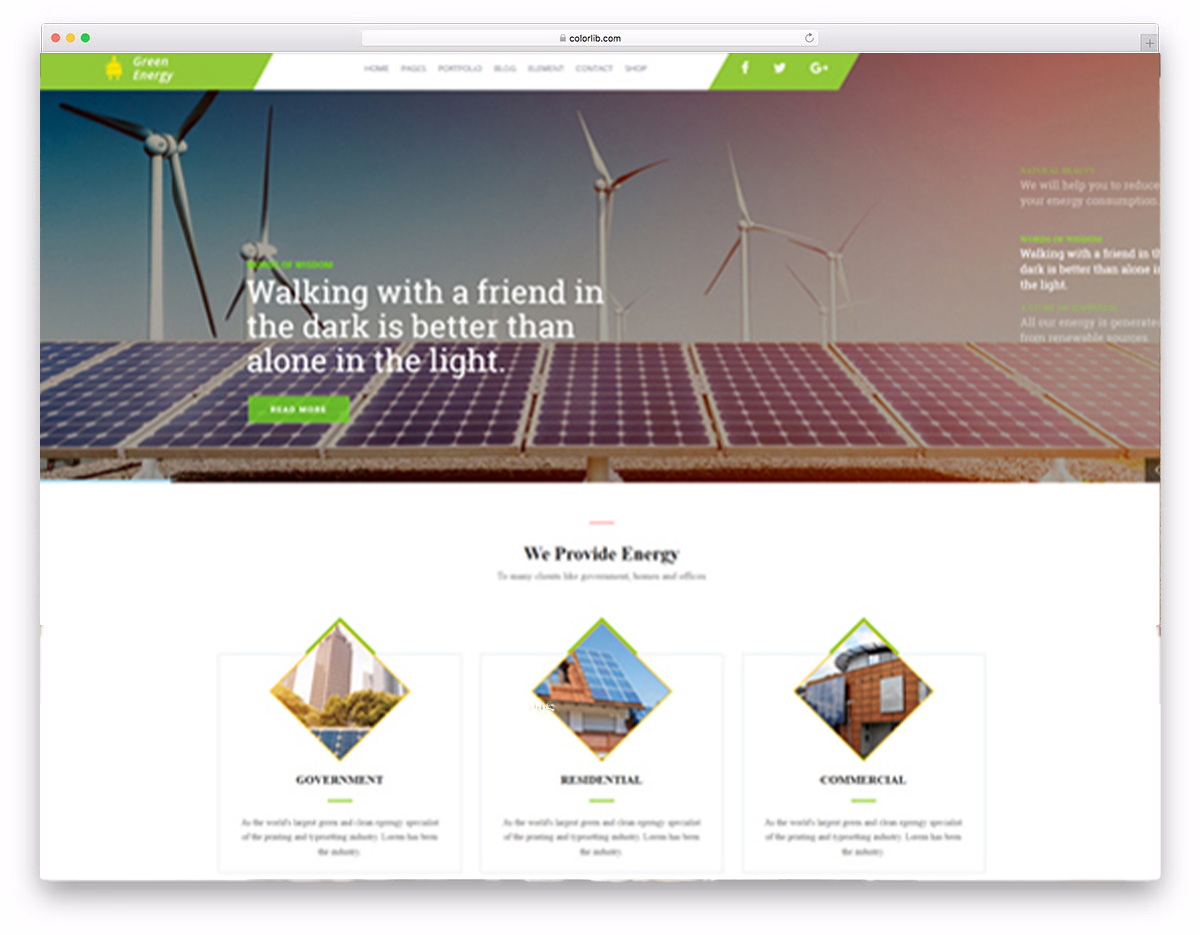 colorlib.com
Green
Energy
HOME PAGES PORTFOLIO BLOG ELEMENT CONTACT SHOP
f G+
NATURAL BEAUTY
We will help you to reduce
your energy consumption.
WORDS OF WISDOM
Walking with a friend in
the dark is better than
alone in the light.
READ MORE
WORDS OF WISDOM
Walking with a friend in th
dark is better than alone in
the light.
All our energy is generated
from renewable sources
We Provide Energy
To many clients like government, homes and offices
GOVERNMENT
As the world's largest green and clean egengy specialist
of the printing and typesetting industry. Lorem has been
the industry
RESIDENTIAL
As the world's largest green and clean egengy specialist
of the printing and typesetting industry. Lorem has been
the industry
COMMERCIAL
As the world's largest green and clean egengy specialist
of the printing and typesetting industry. Lorem has been
the industry